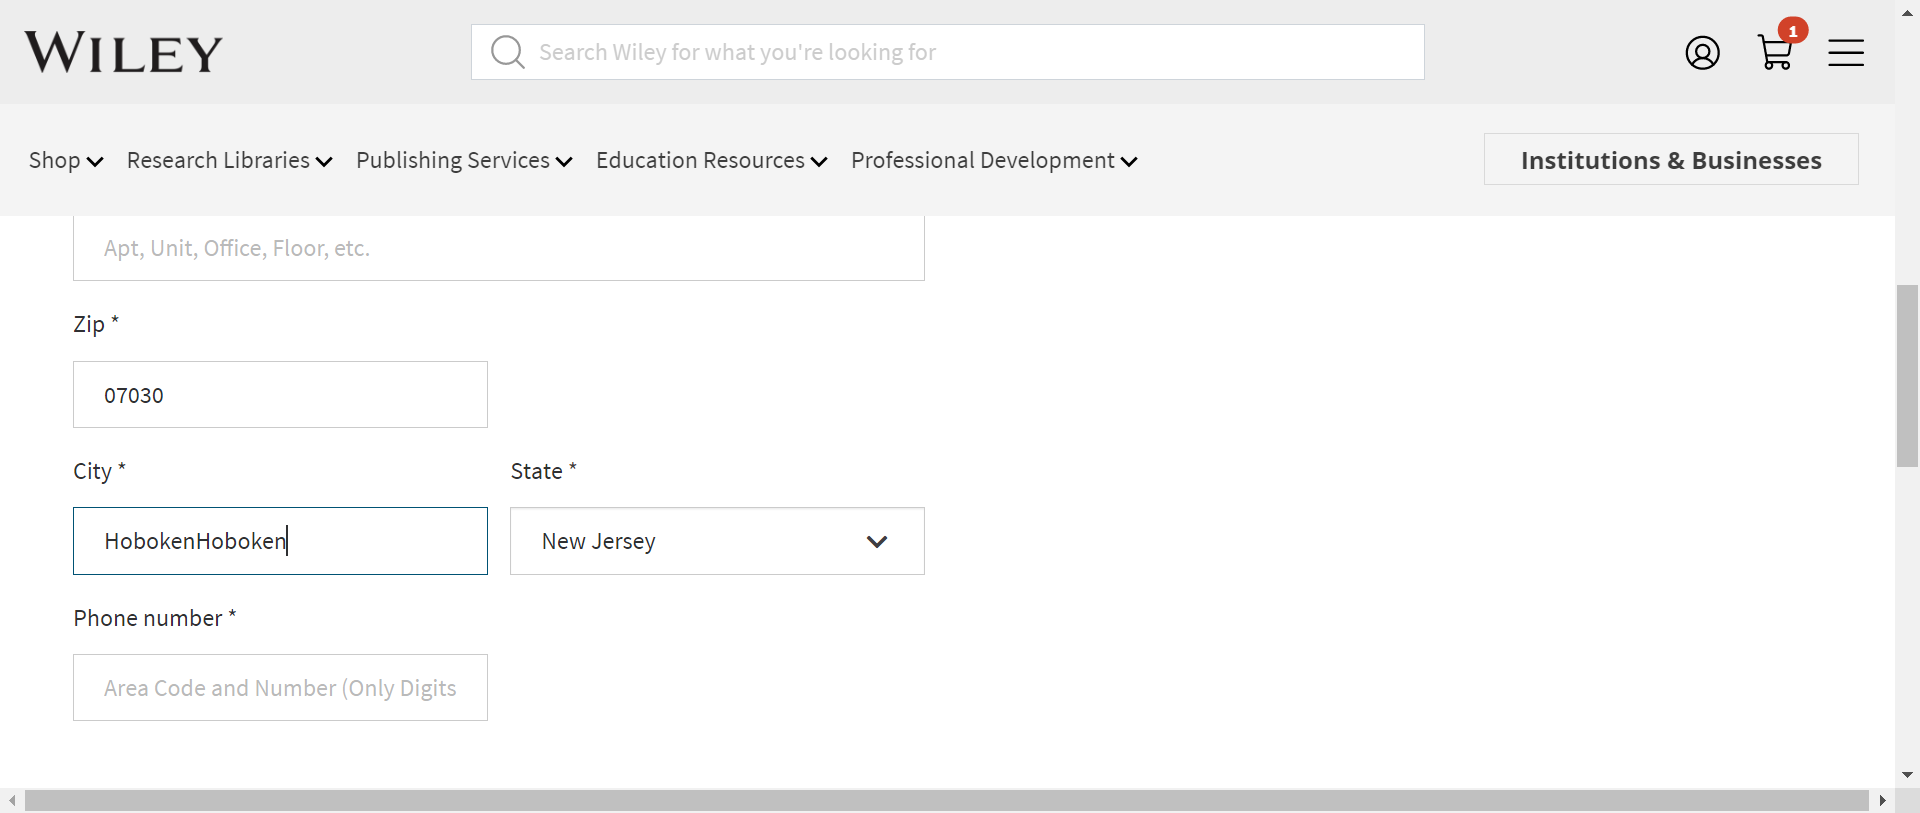 WILEY
Search Wiley for what you're looking for
1
Shop Research Libraries Publishing Services Education Resources Professional Development Institutions & Businesses
Apt, Unit, Office, Floor, etc.
Zip *
07030
City * State *
HobokenHoboken New Jersey
Phone number *
Area Code and Number (Only Digits